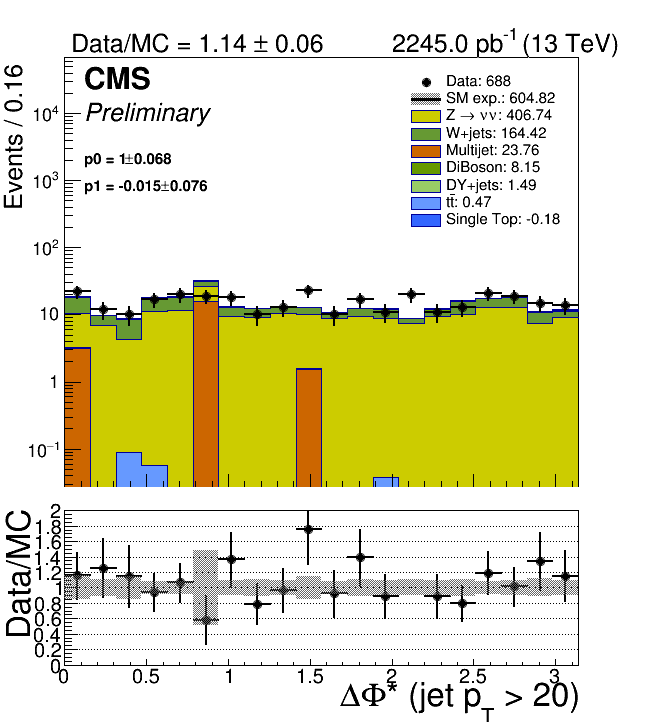 Data/MC = 1.14 ± 0.06 2245.0 pb⁻¹ (13 TeV)
CMS
Preliminary
p0 = 1±0.068
p1 = -0.015±0.076
Data: 688
SM exp.: 604.82
Z → νν: 406.74
W+jets: 164.42
Multijet: 23.76
DiBoson: 8.15
DY+jets: 1.49
tt̄: 0.47
Single Top: -0.18
Events / 0.16
10⁴
10³
10²
10
1
10⁻¹
Data/MC
2
1.8
1.6
1.4
1.2
1
0.8
0.6
0.4
0.2
0
0 0.5 1 1.5 2 2.5 3
ΔΦ* (jet p_T > 20)